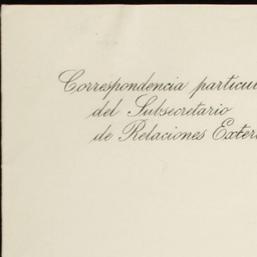 Correspondencia particu
del Subsecretario
de Relaciones Exter